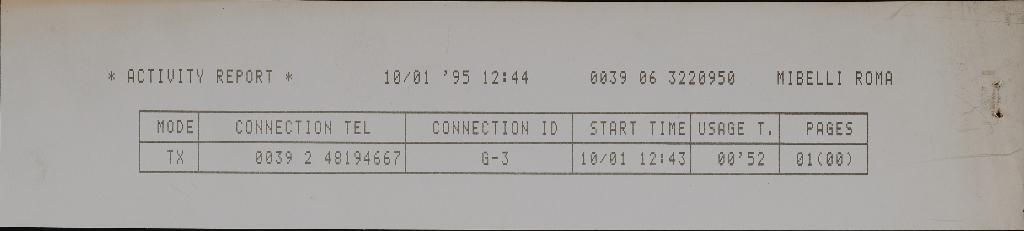 * ACTIVITY REPORT * 10/01 '95 12:44 0039 06 3220950 MIBELLI ROMA
MODE CONNECTION TEL CONNECTION ID START TIME USAGE T. PAGES
TX 0039 2 48194667 G-3 10/01 12:43 00'52 01(00)